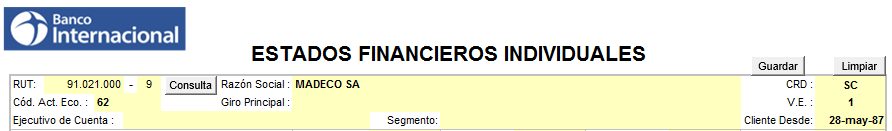 Banco
Internacional
ESTADOS FINANCIEROS INDIVIDUALES
Guardar Limpiar
RUT: 91.021.000 - 9 Consulta Razón Social : MADECO SA CRD : SC
Cód. Act. Eco. : 62 Giro Principal : V.E. : 1
Ejecutivo de Cuenta : Segmento: Cliente Desde: 28-may-87